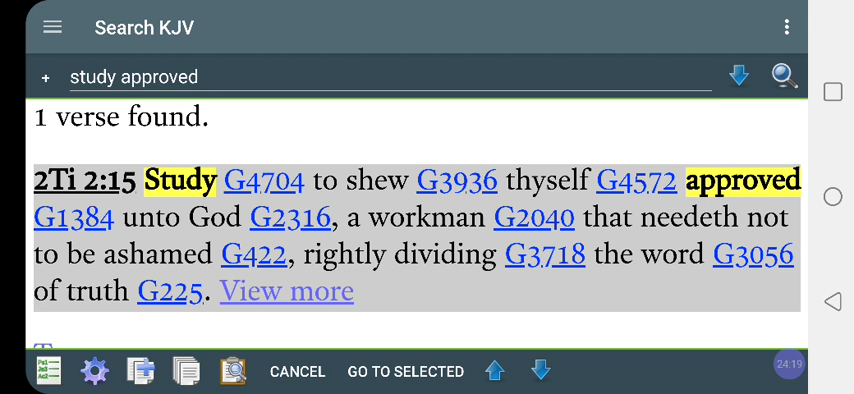 Search KJV
+ study approved
1 verse found.
2Ti 2:15 Study G4704 to shew G3936 thyself G4572 approved
G1384 unto God G2316, a workman G2040 that needeth not
to be ashamed G422, rightly dividing G3718 the word G3056
of truth G225. View more
CANCEL GO TO SELECTED
24:19